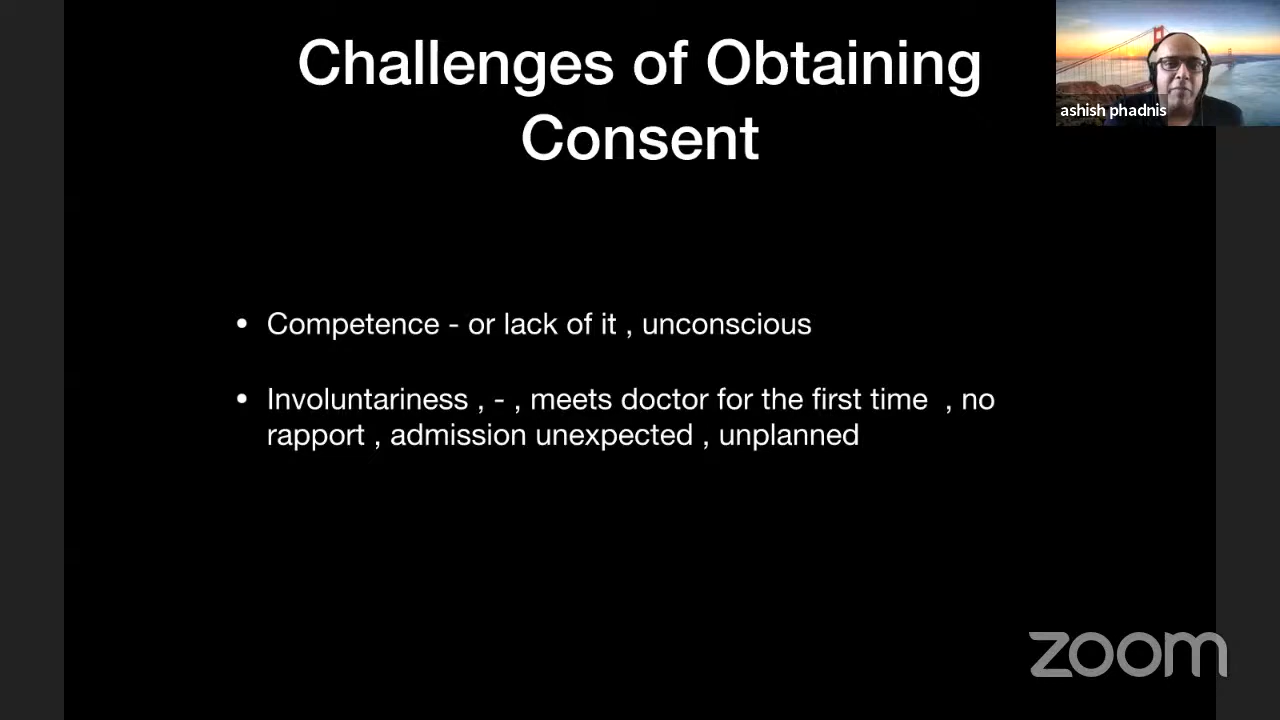 Challenges of Obtaining
Consent
ashish phadnis
• Competence - or lack of it , unconscious
• Involuntariness , - , meets doctor for the first time  , no
rapport , admission unexpected , unplanned
zoom